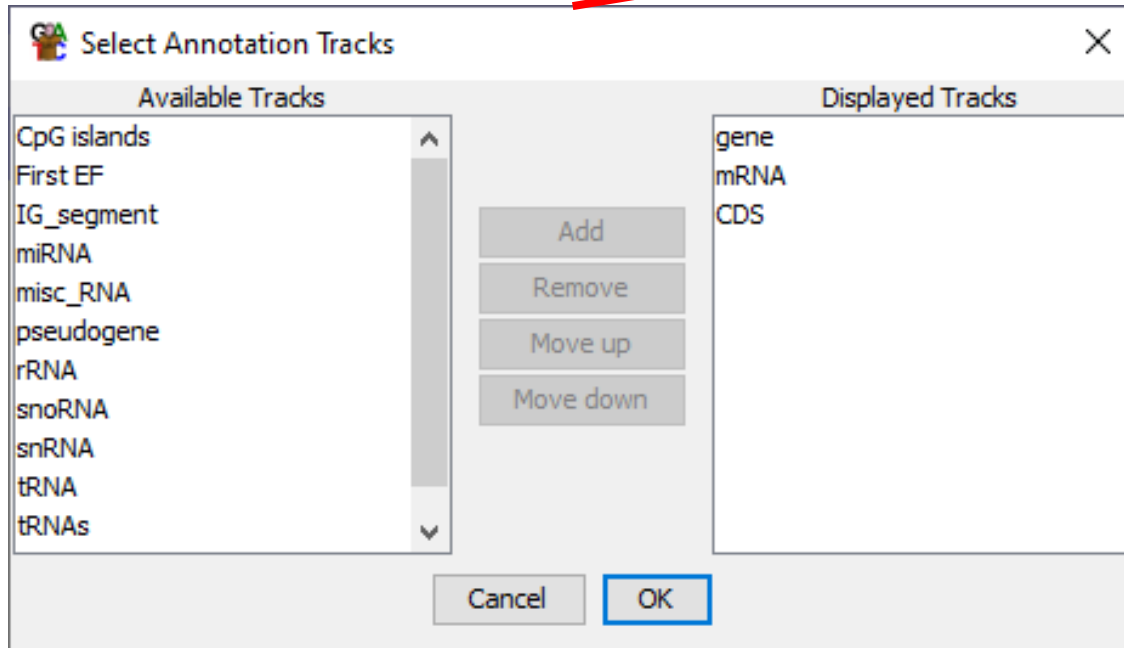 Select Annotation Tracks
Available Tracks
CpG islands
First EF
IG_segment
miRNA
misc_RNA
pseudogene
rRNA
snoRNA
snRNA
tRNA
tRNAs
Add
Remove
Move up
Move down
Displayed Tracks
gene
mRNA
CDS
Cancel
OK